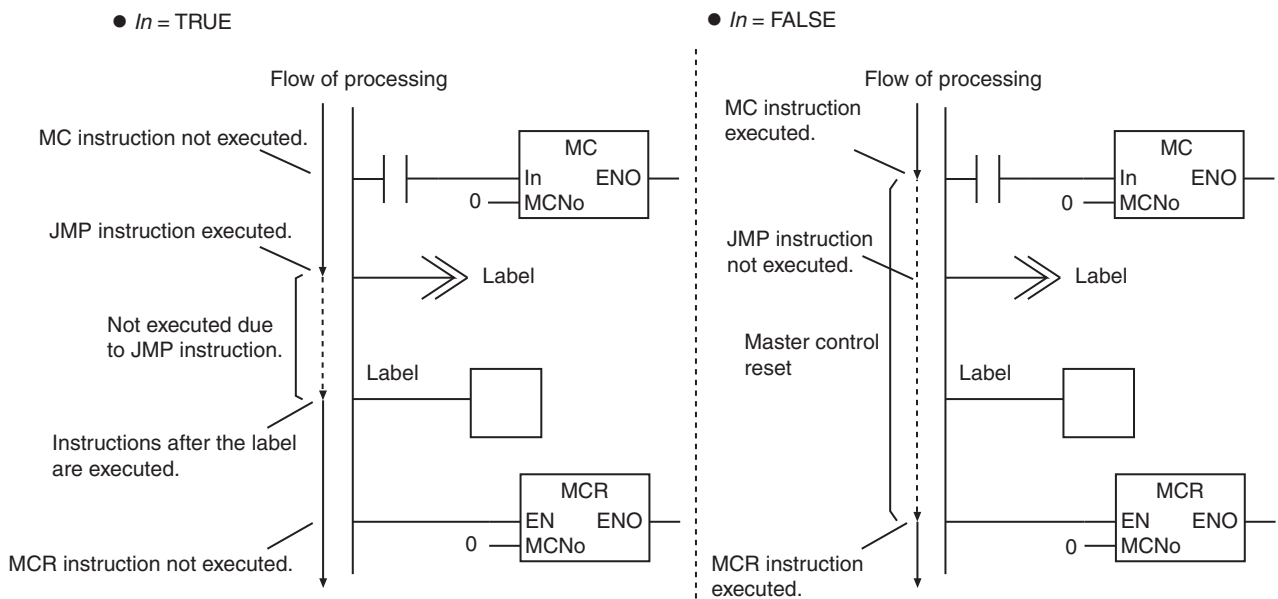 ● In = TRUE
Flow of processing
MC instruction not executed.
MC
In ENO
0 MCNo
JMP instruction executed.
Label
Not executed due
to JMP instruction.
Label
Instructions after the label
are executed.
MCR
EN ENO
0 MCNo
MCR instruction not executed.
● In = FALSE
Flow of processing
MC instruction
executed.
MC
In ENO
0 MCNo
JMP instruction
not executed.
Label
Master control
reset
Label
MCR
EN ENO
0 MCNo
MCR instruction
executed.